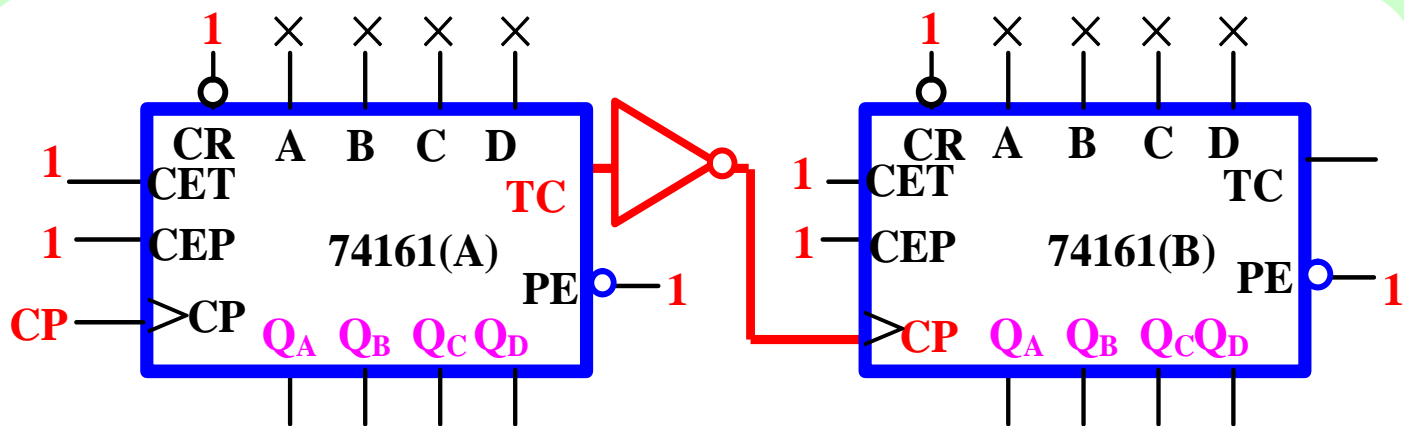 1 × × × × 1 × × × ×
CR A B C D CR A B C D
1 CET TC 1 CET TC
1 CEP 74161(A) 1 CEP 74161(B)
PE 1 PE 1
CP CP CP
QA QB QC QD QA QB QC QD